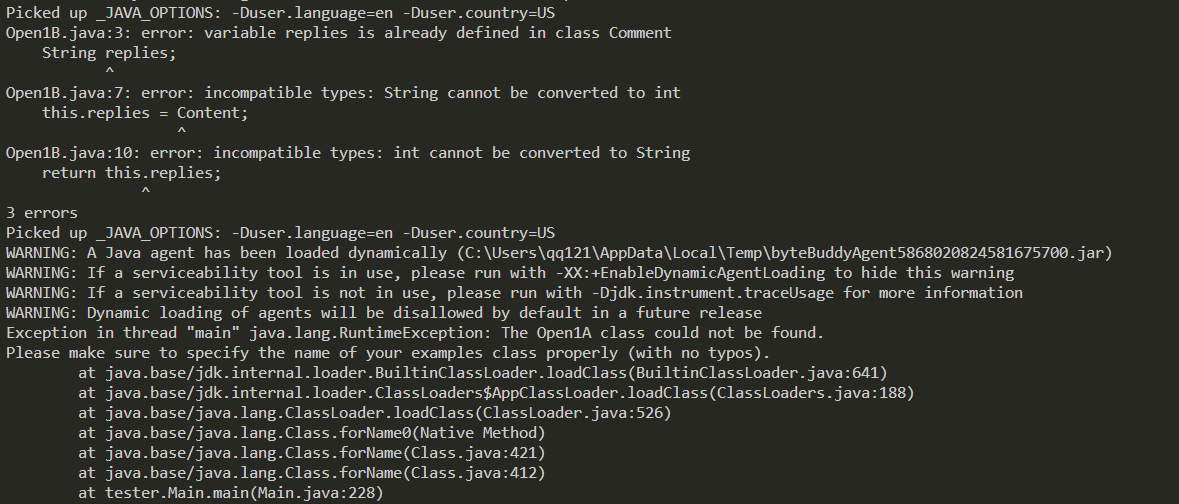 Picked up _JAVA_OPTIONS: -Duser.language=en -Duser.country=US
Open1B.java:3: error: variable replies is already defined in class Comment
    String replies;
           ^
Open1B.java:7: error: incompatible types: String cannot be converted to int
    this.replies = Content;
                   ^
Open1B.java:10: error: incompatible types: int cannot be converted to String
    return this.replies;
               ^
3 errors
Picked up _JAVA_OPTIONS: -Duser.language=en -Duser.country=US
WARNING: A Java agent has been loaded dynamically (C:\Users\qq121\AppData\Local\Temp\byteBuddyAgent5868020824581675700.jar)
WARNING: If a serviceability tool is in use, please run with -XX:+EnableDynamicAgentLoading to hide this warning
WARNING: If a serviceability tool is not in use, please run with -Djdk.instrument.traceUsage for more information
WARNING: Dynamic loading of agents will be disallowed by default in a future release
Exception in thread "main" java.lang.RuntimeException: The Open1A class could not be found.
Please make sure to specify the name of your examples class properly (with no typos).
        at java.base/jdk.internal.loader.BuiltinClassLoader.loadClass(BuiltinClassLoader.java:641)
        at java.base/jdk.internal.loader.ClassLoaders$AppClassLoader.loadClass(ClassLoaders.java:188)
        at java.base/java.lang.ClassLoader.loadClass(ClassLoader.java:526)
        at java.base/java.lang.Class.forName0(Native Method)
        at java.base/java.lang.Class.forName(Class.java:421)
        at java.base/java.lang.Class.forName(Class.java:412)
        at tester.Main.main(Main.java:228)